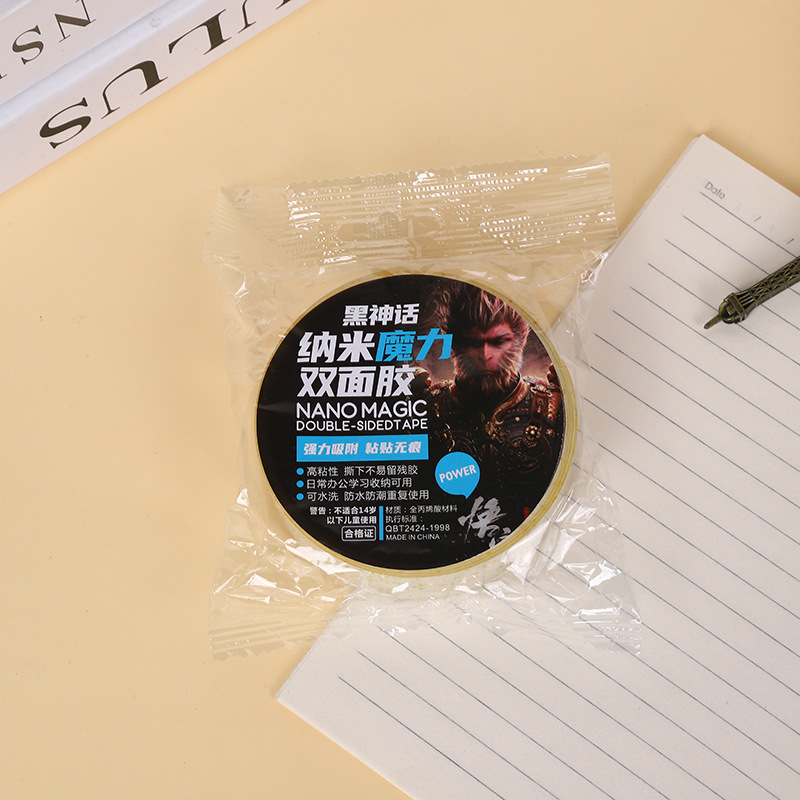 NS
ULUS
Date
黑神话
纳米魔力
双面胶
NANO MAGIC
DOUBLE-SIDEDTAPE
强力吸附 粘贴无痕
高粘性 撕下不易留残胶
日常办公学习收纳可用
可水洗 防水防潮重复使用
POWER
警告：不适合14岁
以下儿童使用
合格证
材质：全丙烯酸材料
执行标准：
QBT2424-1998
MADE IN CHINA
悟